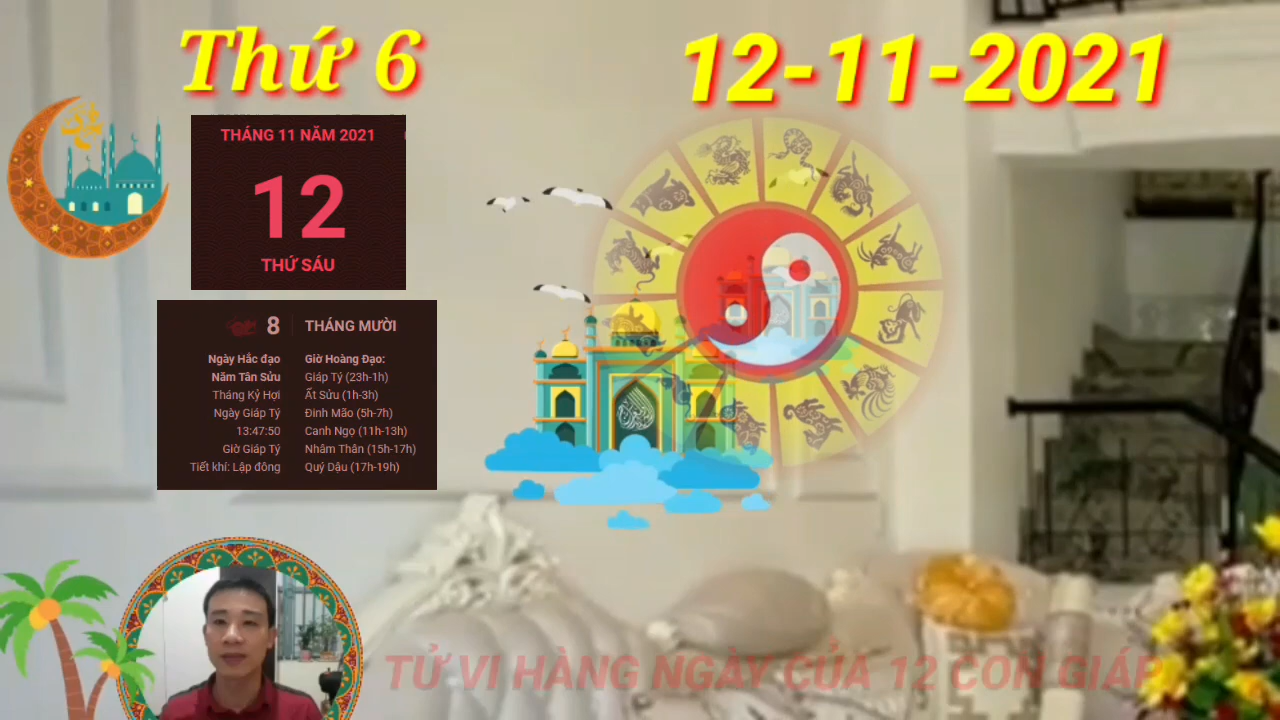 Thứ 6
12-11-2021
THÁNG 11 NĂM 2021
12
THỨ SÁU
8 THÁNG MƯỜI
Ngày Hắc đạo Giờ Hoàng Đạo:
Năm Tân Sửu Giáp Tý (23h-1h)
Tháng Kỷ Hợi Ất Sửu (1h-3h)
Ngày Giáp Tý Đinh Mão (5h-7h)
13:47:50 Canh Ngọ (11h-13h)
Giờ Giáp Tý Nhâm Thân (15h-17h)
Tiết khí: Lập đông Quý Dậu (17h-19h)
TỬ VI HÀNG NGÀY CỦA 12 CON GIÁP